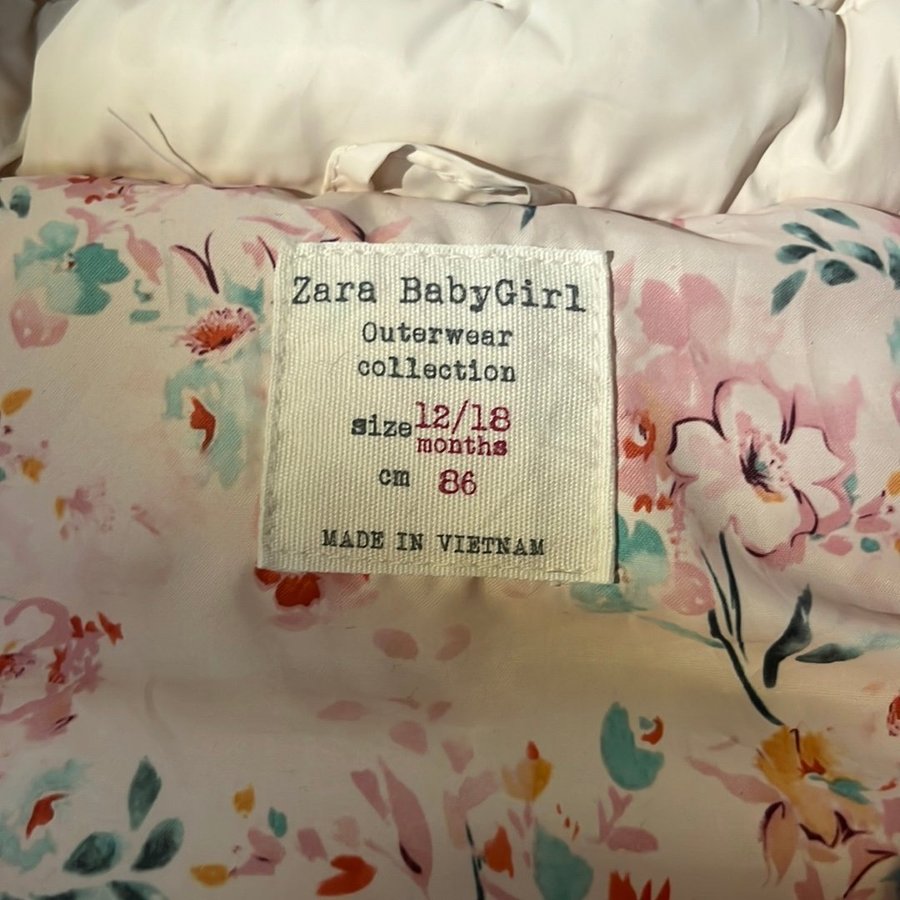 Zara BabyGirl
Outerwear
collection
size 12/18
months
cm 86
MADE IN VIETNAM